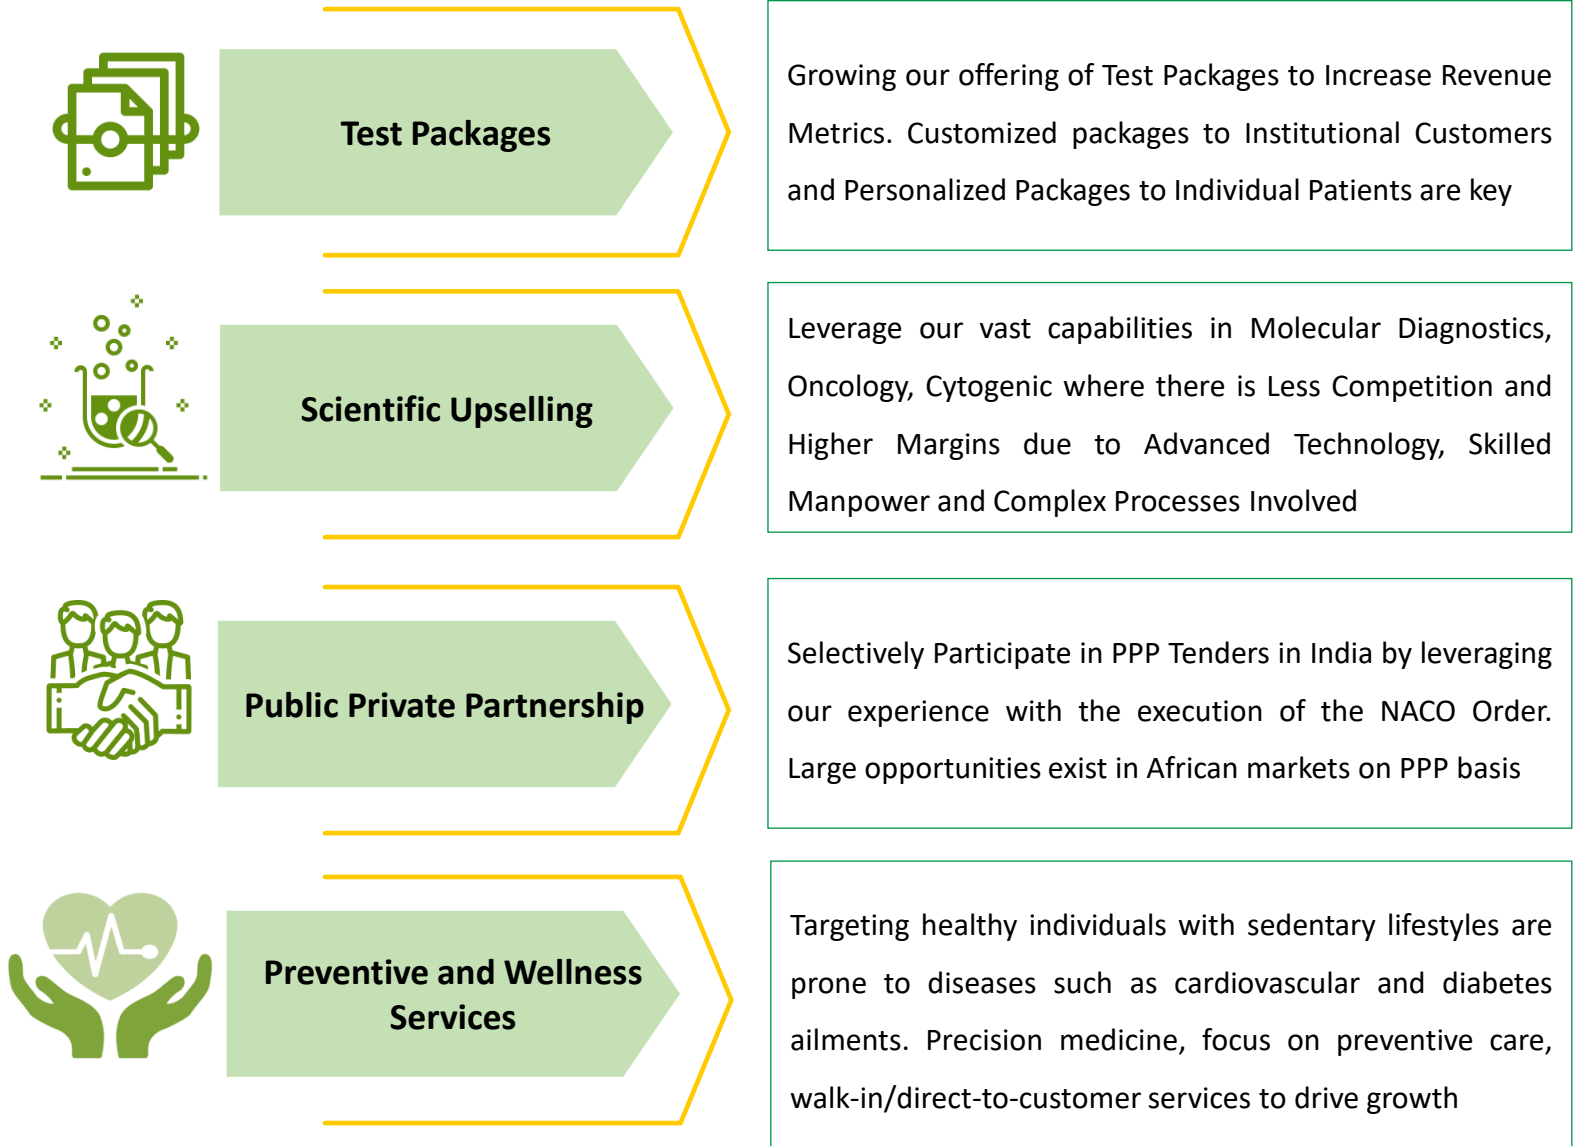 Test Packages
Growing our offering of Test Packages to Increase Revenue
Metrics. Customized packages to Institutional Customers
and Personalized Packages to Individual Patients are key
Scientific Upselling
Leverage our vast capabilities in Molecular Diagnostics,
Oncology, Cytogenic where there is Less Competition and
Higher Margins due to Advanced Technology, Skilled
Manpower and Complex Processes Involved
Public Private Partnership
Selectively Participate in PPP Tenders in India by leveraging
our experience with the execution of the NACO Order.
Large opportunities exist in African markets on PPP basis
Preventive and Wellness
Services
Targeting healthy individuals with sedentary lifestyles are
prone to diseases such as cardiovascular and diabetes
ailments. Precision medicine, focus on preventive care,
walk-in/direct-to-customer services to drive growth